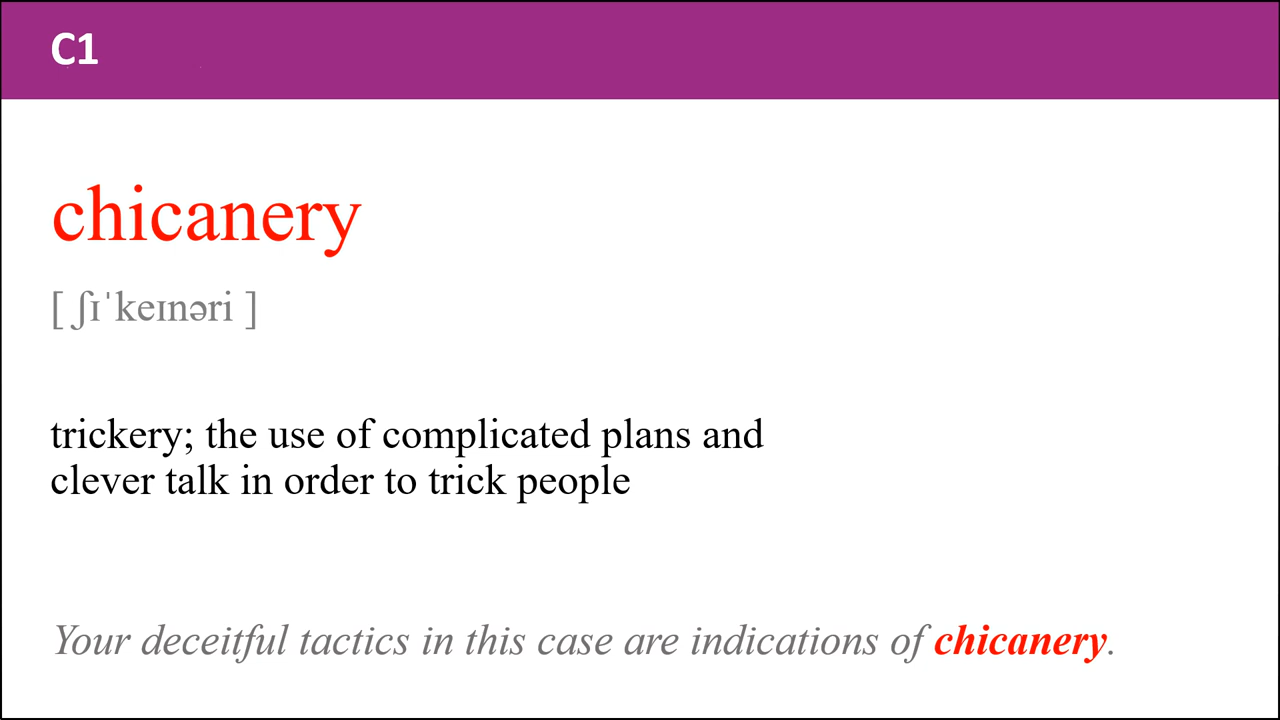 C1
chicanery
[ ʃɪˈkeɪnəri ]
trickery; the use of complicated plans and
clever talk in order to trick people
Your deceitful tactics in this case are indications of chicanery.